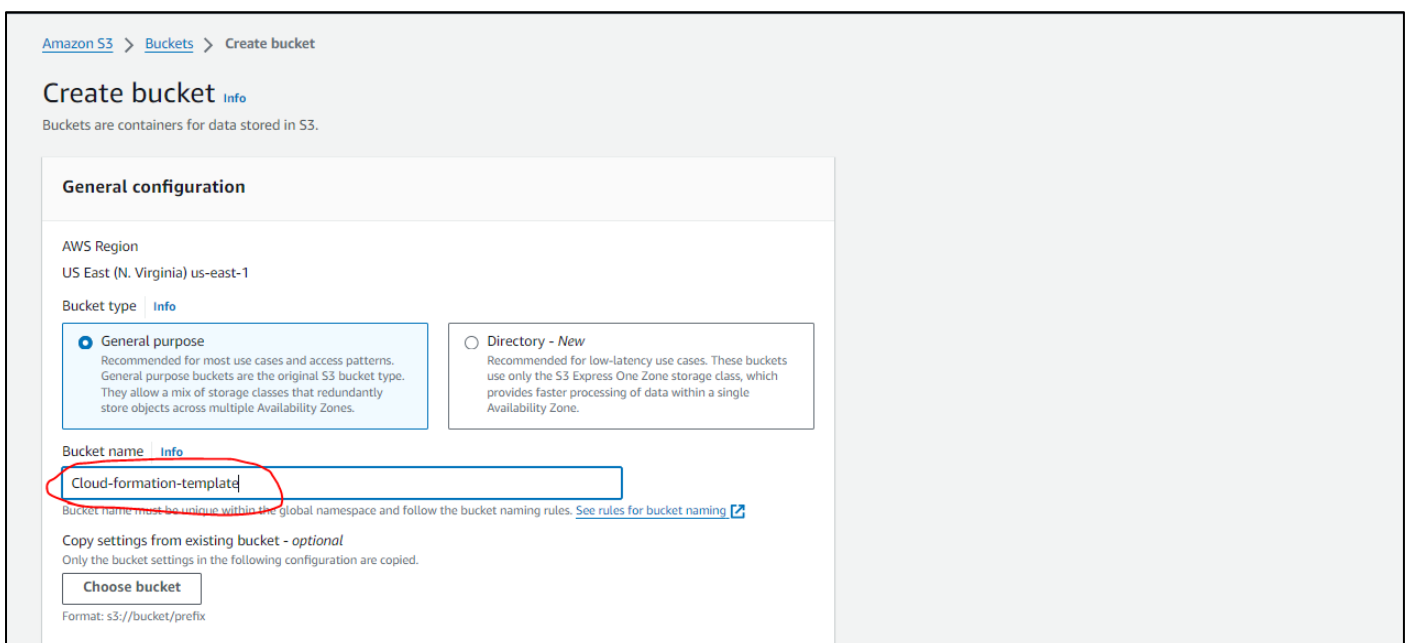 Amazon S3 > Buckets > Create bucket
Create bucket Info
Buckets are containers for data stored in S3.
General configuration
AWS Region
US East (N. Virginia) us-east-1
Bucket type Info
General purpose
Recommended for most use cases and access patterns.
General purpose buckets are the original S3 bucket type.
They allow a mix of storage classes that redundantly
store objects across multiple Availability Zones.
Directory - New
Recommended for low-latency use cases. These buckets
use only the S3 Express One Zone storage class, which
provides faster processing of data within a single
Availability Zone.
Bucket name Info
Cloud-formation-template
Bucket name must be unique within the global namespace and follow the bucket naming rules. See rules for bucket naming
Copy settings from existing bucket - optional
Only the bucket settings in the following configuration are copied.
Choose bucket
Format: s3://bucket/prefix